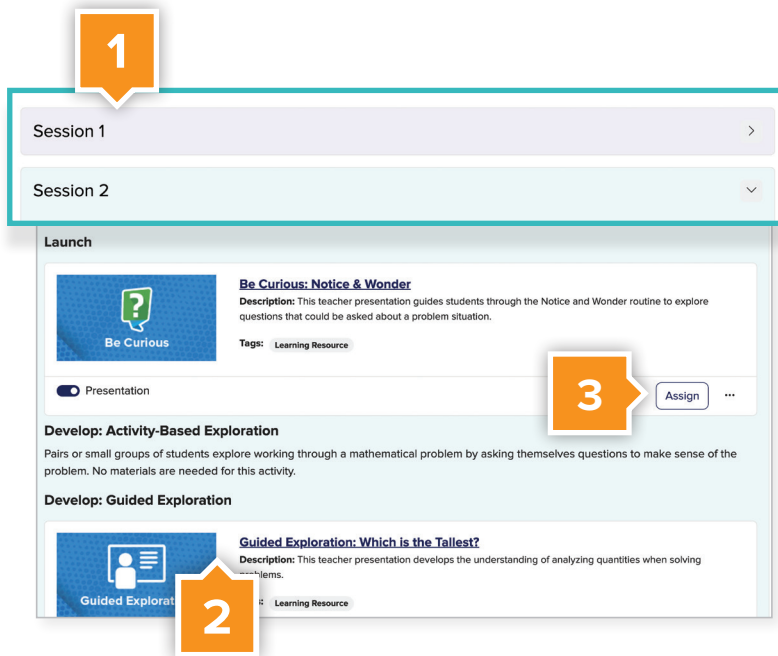 1
Session 1
Session 2
Launch
Be Curious
Be Curious: Notice & Wonder
Description: This teacher presentation guides students through the Notice and Wonder routine to explore
questions that could be asked about a problem situation.
Tags: Learning Resource
Presentation
3
Assign
...
Develop: Activity-Based Exploration
Pairs or small groups of students explore working through a mathematical problem by asking themselves questions to make sense of the
problem. No materials are needed for this activity.
Develop: Guided Exploration
Guided Explorat
Guided Exploration: Which is the Tallest?
Description: This teacher presentation develops the understanding of analyzing quantities when solving
Learning Resource
2